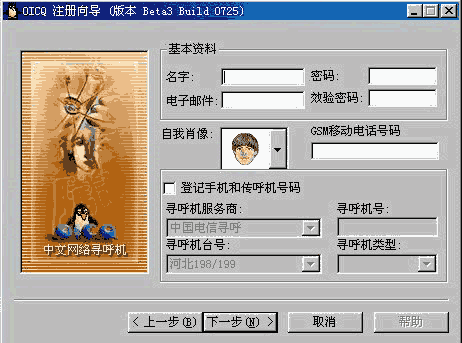 OICQ 注册向导 (版本 Beta3 Build 0725)
基本资料
名字:
密码:
电子邮件:
效验密码:
自我肖像:
GSM移动电话号码
登记手机和传呼机号码
寻呼机服务商:
寻呼机号:
中国电信寻呼
寻呼机台号:
寻呼机类型:
河北198/199
中文网络寻呼机
< 上一步(B)
下一步(N) >
取消
帮助